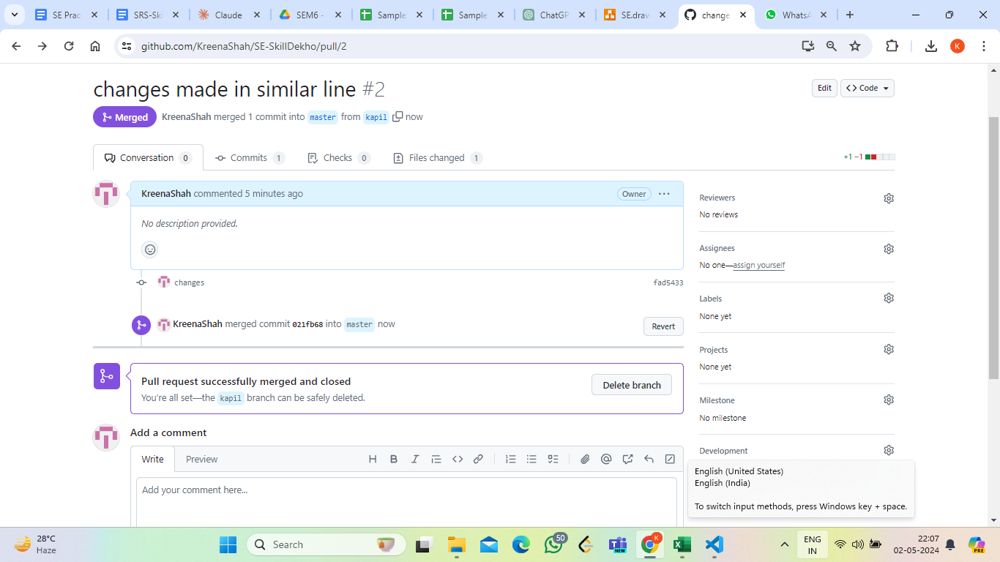 SE Prac
SRS-Ski
Claude
SEM6 -
Sample
Sample
ChatGP
SE.draw
change
WhatsA
github.com/KreenaShah/SE-SkillDekho/pull/2
K
changes made in similar line #2
Edit
Code
Merged
KreenaShah merged 1 commit into master from kapil now
Conversation 0
Commits 1
Checks 0
Files changed 1
+1 −1
KreenaShah commented 5 minutes ago
Owner
No description provided.
changes
fad5433
KreenaShah merged commit 021fb68 into master now
Revert
Pull request successfully merged and closed
You're all set—the kapil branch can be safely deleted.
Delete branch
Add a comment
Write
Preview
Add your comment here...
Reviewers
No reviews
Assignees
No one—assign yourself
Labels
None yet
Projects
None yet
Milestone
No milestone
Development
English (United States)
English (India)
To switch input methods, press Windows key + space.
28°C
Haze
Search
50
NEW
K
ENG
IN
22:07
02-05-2024
PRE